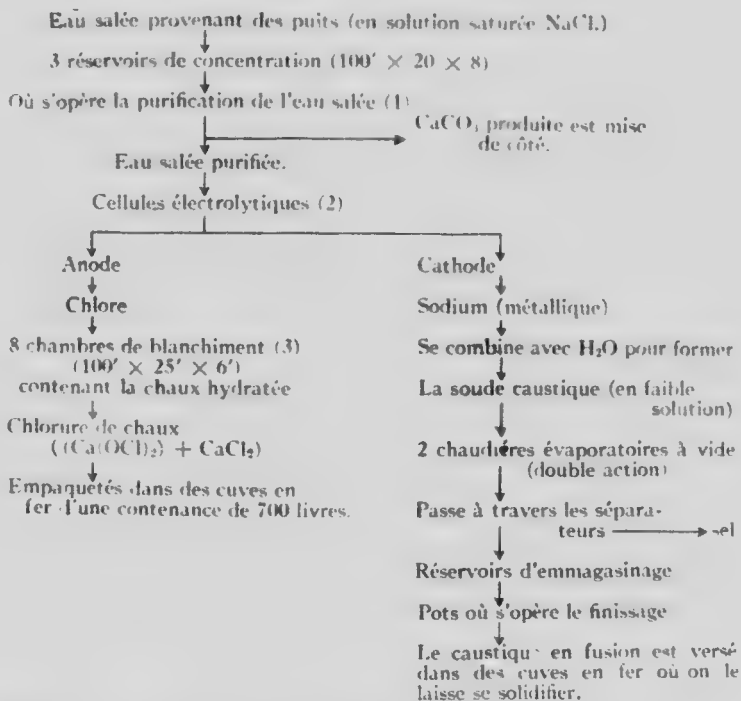 Eau salée provenant des puits (en solution saturée NaCl.)
3 réservoirs de concentration (100′ × 20 × 8)
Où s'opère la purification de l'eau salée (1)
CaCO₃ produite est mise
de côté.
Eau salée purifiée.
Cellules électrolytiques (2)
Anode
Chlore
8 chambres de blanchiment (3)
(100′ × 25′ × 6′)
contenant la chaux hydratée
Chlorure de chaux
((Ca(OCl)₂) + CaCl₂)
Empaquetés dans des cuves en
fer d'une contenance de 700 livres.
Cathode
Sodium (métallique)
Se combine avec H₂O pour former
La soude caustique (en faible
solution)
2 chaudières évaporatoires à vide
(double action)
Passe à travers les sépara-
teurs sel
Réservoirs d'emmagasinage
Pots où s'opère le finissage
Le caustique en fusion est versé
dans des cuves en fer où on le
laisse se solidifier.